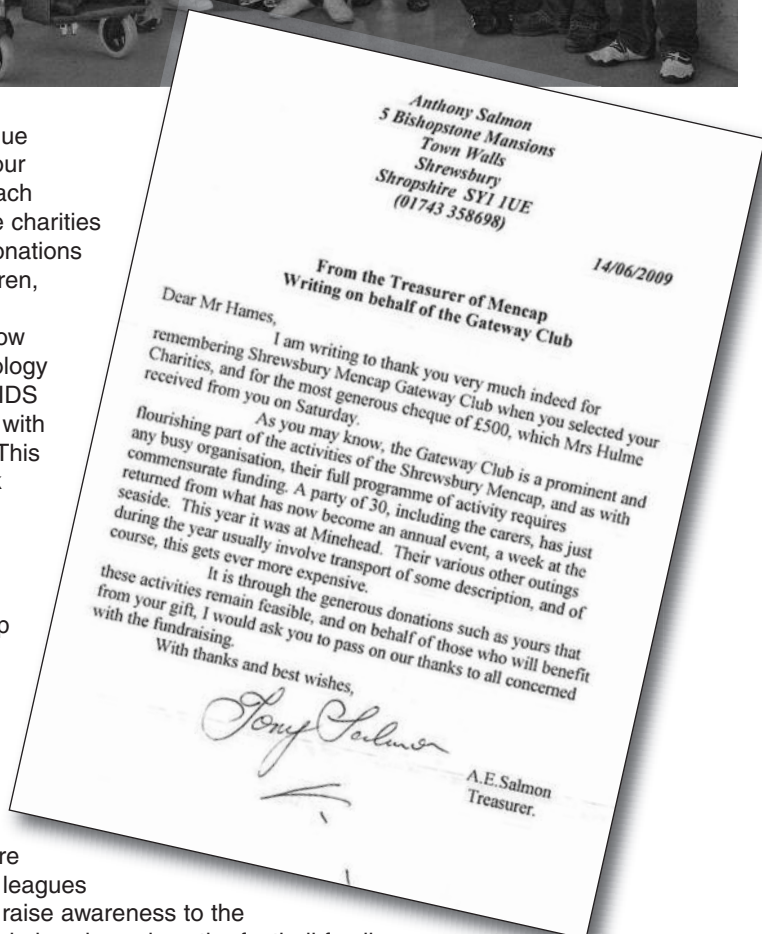 ue
our
ach
e charities
onations
ren,
ow
ology
IDS
with
This
k
p
re
leagues
raise awareness to the
Anthony Salmon
5 Bishopstone Mansions
Town Walls
Shrewsbury
Shropshire SY1 1UE
(01743 358698)
14/06/2009
From the Treasurer of Mencap
Writing on behalf of the Gateway Club
Dear Mr Hames,
I am writing to thank you very much indeed for
remembering Shrewsbury Mencap Gateway Club when you selected your
Charities, and for the most generous cheque of £500, which Mrs Hulme
received from you on Saturday.
As you may know, the Gateway Club is a prominent and
flourishing part of the activities of the Shrewsbury Mencap, and as with
any busy organisation, their full programme of activity requires
commensurate funding. A party of 30, including the carers, has just
returned from what has now become an annual event, a week at the
seaside. This year it was at Minehead. Their various other outings
during the year usually involve transport of some description, and of
course, this gets ever more expensive.
It is through the generous donations such as yours that
these activities remain feasible, and on behalf of those who will benefit
from your gift, I would ask you to pass on our thanks to all concerned
with the fundraising.
With thanks and best wishes,
Tony Salmon
A.E.Salmon
Treasurer.